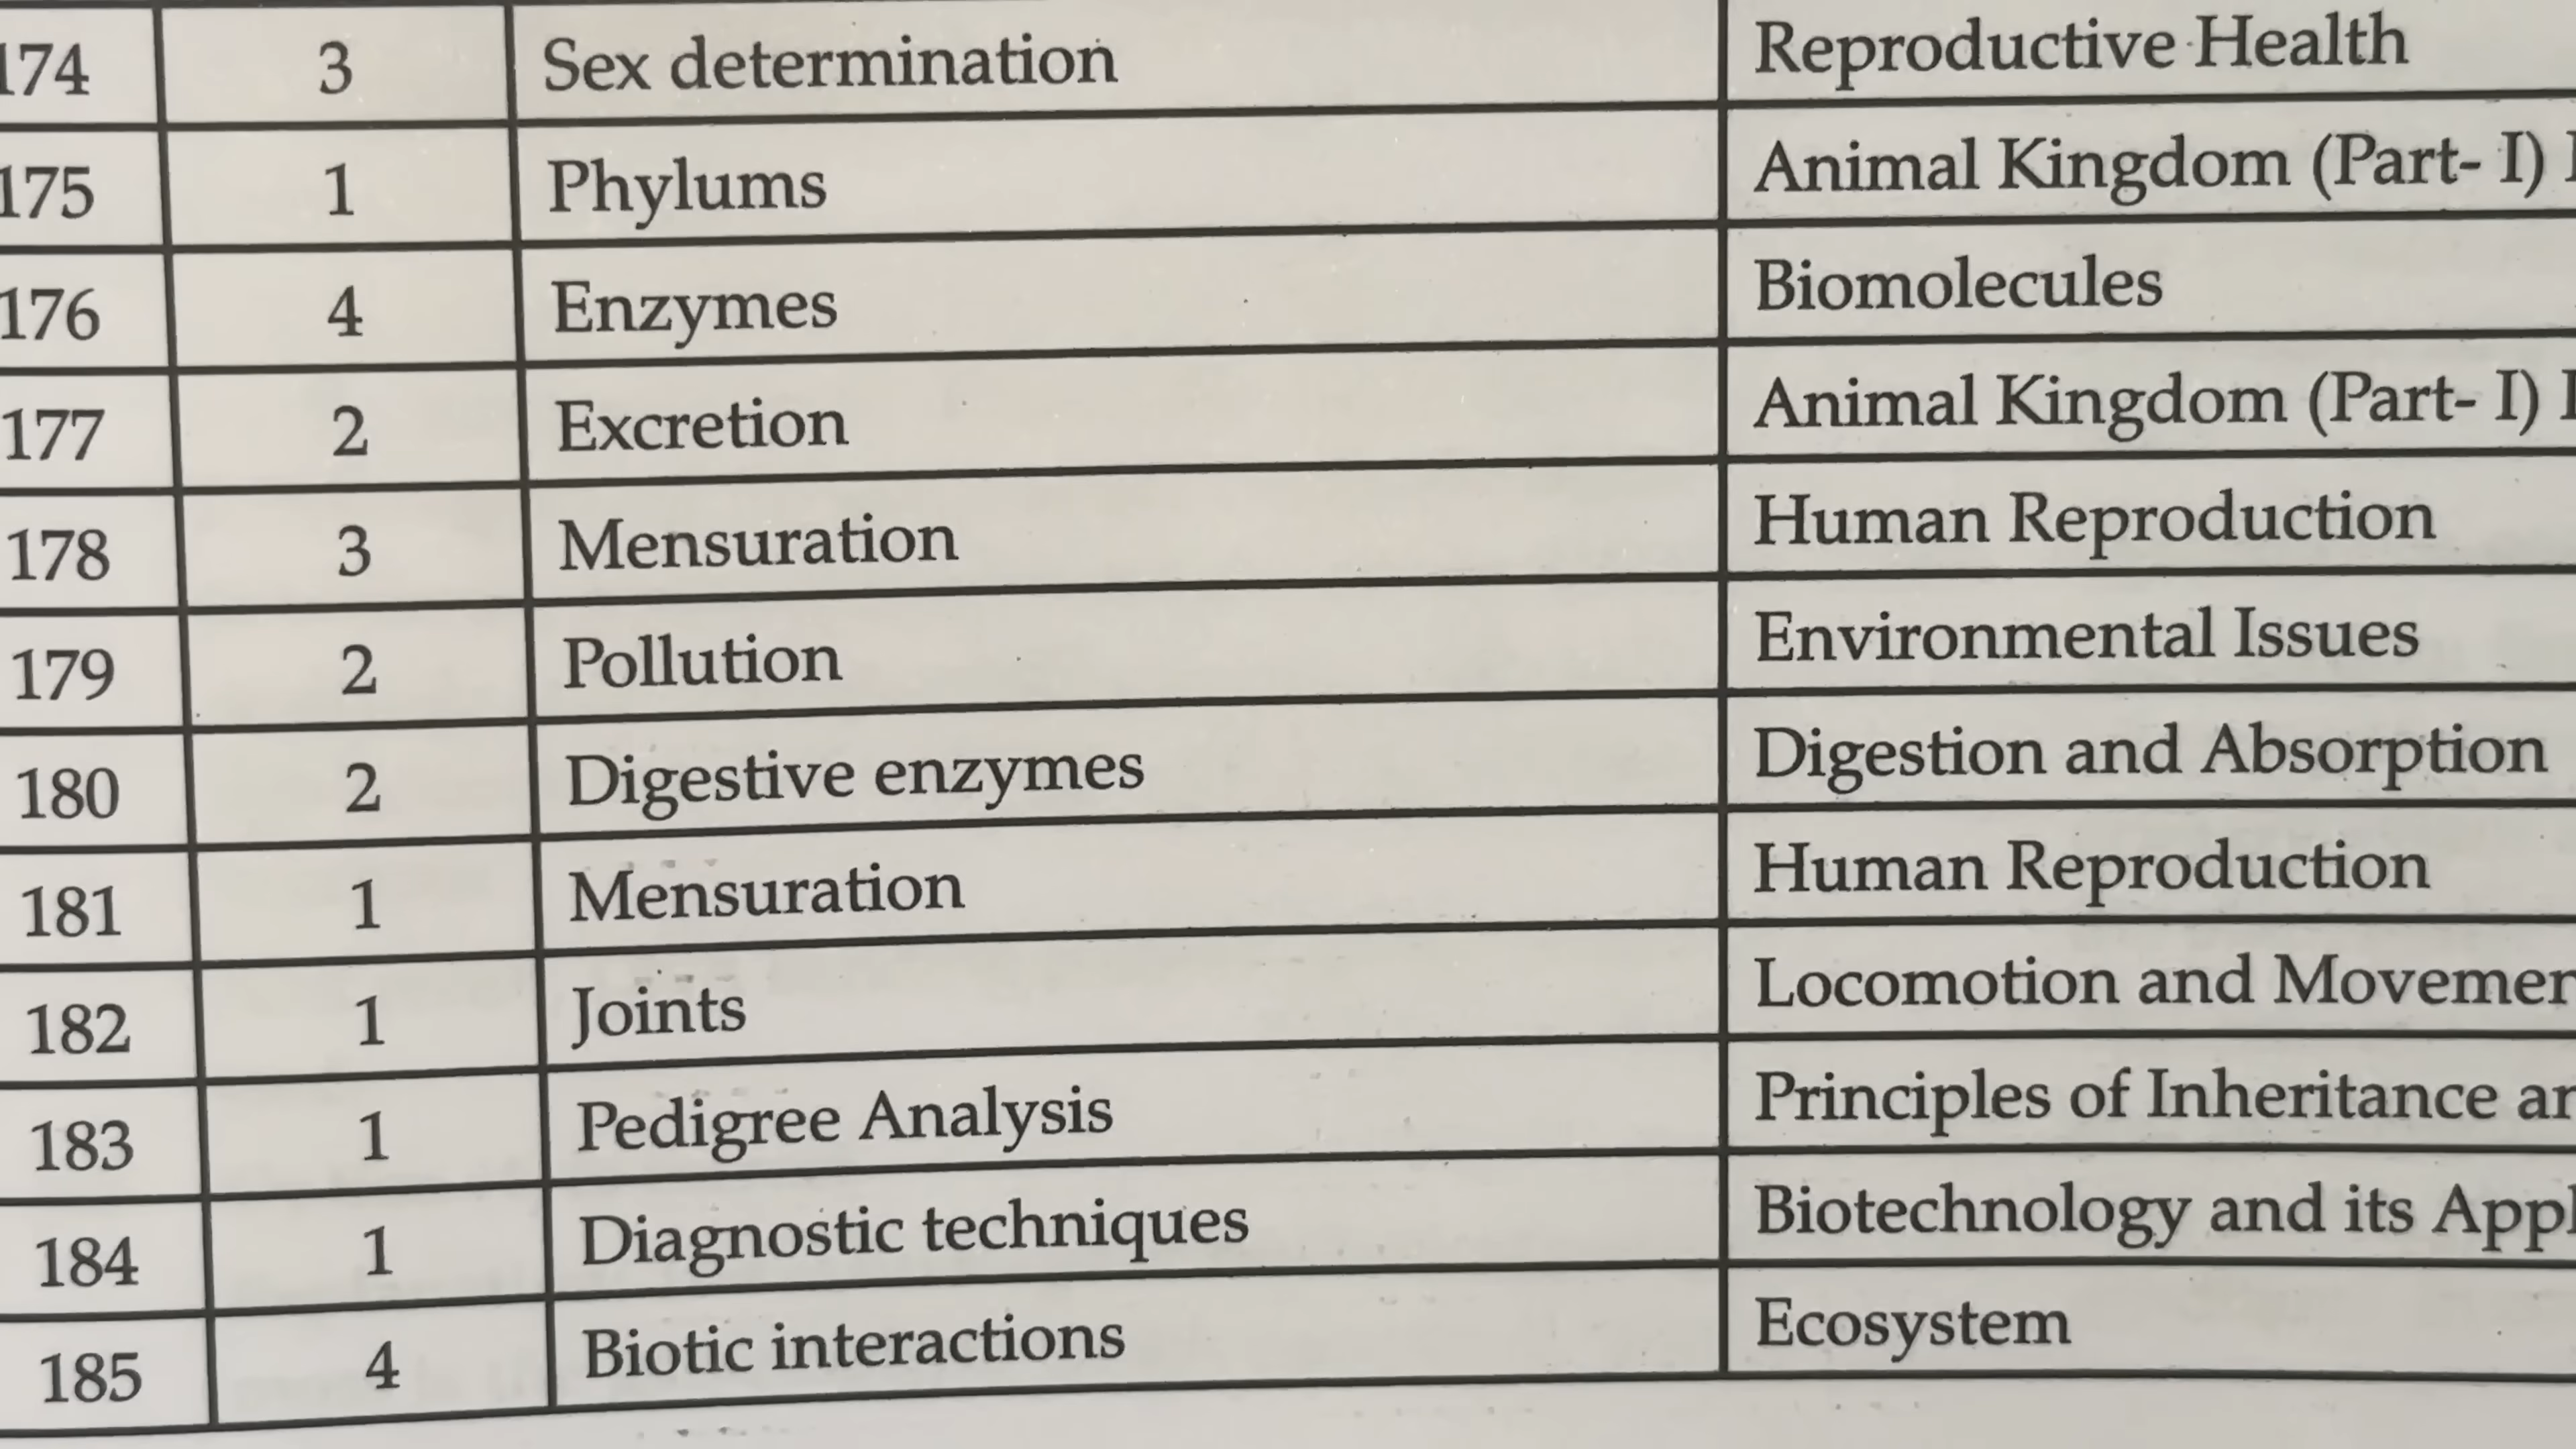 174 3 Sex determination Reproductive Health
175 1 Phylums Animal Kingdom (Part- I)
176 4 Enzymes Biomolecules
177 2 Excretion Animal Kingdom (Part- I)
178 3 Mensuration Human Reproduction
179 2 Pollution Environmental Issues
180 2 Digestive enzymes Digestion and Absorption
181 1 Mensuration Human Reproduction
182 1 Joints Locomotion and
183 1 Pedigree Analysis Principles of Inheritance
184 1 Diagnostic techniques Biotechnology and its
185 4 Biotic interactions Ecosystem